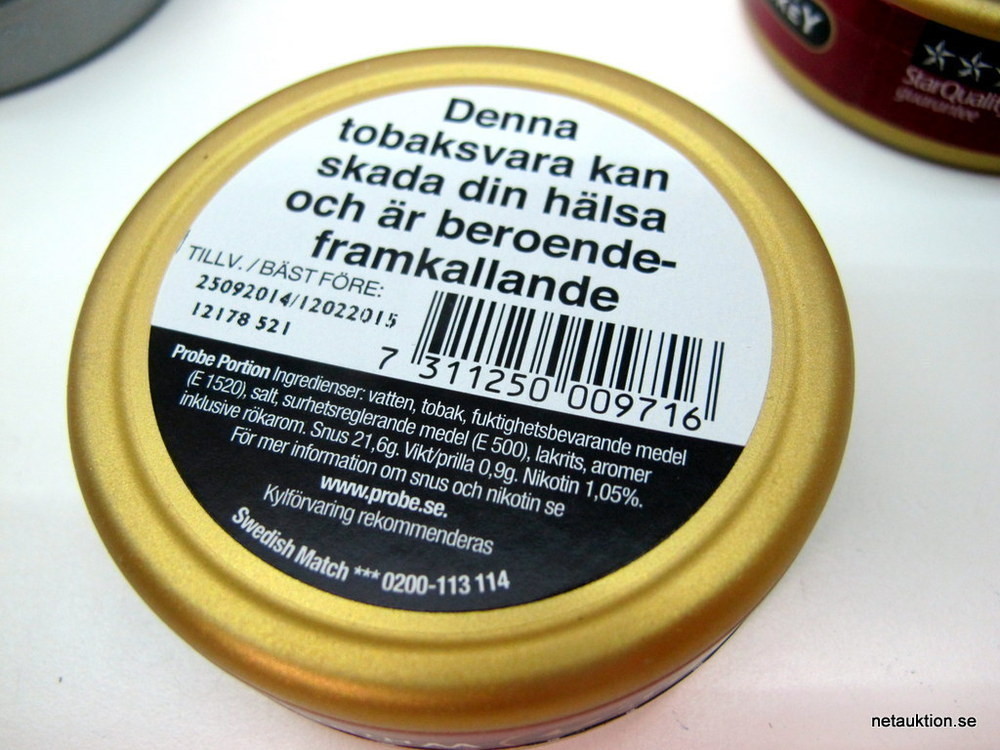 Denna
tobaksvara kan
skada din hälsa
och är beroende-
framkallande
TILLV. / BÄST FÖRE:
25092014/12022015
12178 521
7 311250 009716
Probe Portion Ingredienser: vatten, tobak, fuktighetsbevarande medel
(E 1520), salt, surhetsreglerande medel (E 500), lakrits, aromer
inklusive rökarom. Snus 21,6g. Vikt/prilla 0,9g. Nikotin 1,05%.
För mer information om snus och nikotin se
www.probe.se.
Kylförvaring rekommenderas
Swedish Match *** 0200-113 114
StarQuality
guarantee
netauktion.se